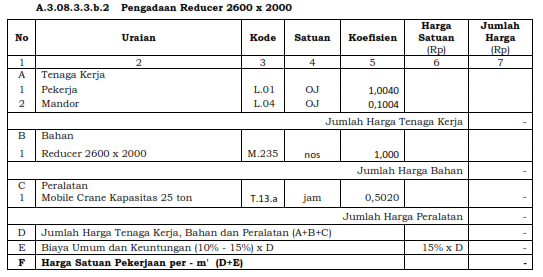 A.3.08.3.3.b.2 Pengadaan Reducer 2600 x 2000
No Uraian Kode Satuan Koefisien Harga Satuan (Rp) Jumlah Harga (Rp)
1 2 3 4 5 6 7
A Tenaga Kerja
1 Pekerja L.01 OJ 1,0040
2 Mandor L.04 OJ 0,1004
Jumlah Harga Tenaga Kerja -
B Bahan
1 Reducer 2600 x 2000 M.235 nos 1,000
Jumlah Harga Bahan -
C Peralatan
1 Mobile Crane Kapasitas 25 ton T.13.a jam 0,5020 -
Jumlah Harga Peralatan -
D Jumlah Harga Tenaga Kerja, Bahan dan Peralatan (A+B+C) -
E Biaya Umum dan Keuntungan (10% - 15%) x D 15% x D -
F Harga Satuan Pekerjaan per - m' (D+E) -